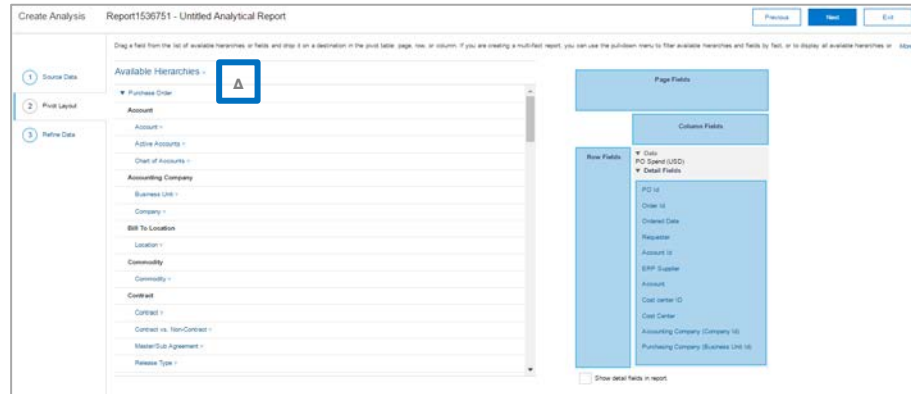 Create Analysis
Report1536751 - Untitled Analytical Report
Previous
Next
Exit
Drag a field from the list of available hierarchies or fields and drop it on a destination in the pivot table: page, row, or column. If you are creating a multi-fact report, you can use the pull-down menu to filter available hierarchies and fields by fact, or to display all available hierarchies or
1 Source Data
2 Pivot Layout
3 Refine Data
Available Hierarchies
A
Purchase Order
Account
Account
Active Accounts
Chart of Accounts
Accounting Company
Business Unit
Company
Bill To Location
Location
Commodity
Commodity
Contract
Contract
Contract vs. Non-Contract
Master/Sub Agreement
Release Type
Page Fields
Column Fields
Row Fields
Data
PO Spend (USD)
Detail Fields
PO Id
Order Id
Ordered Date
Requester
Account Id
ERP Supplier
Account
Cost center ID
Cost Center
Accounting Company (Company Id)
Purchasing Company (Business Unit Id)
Show detail fields in report